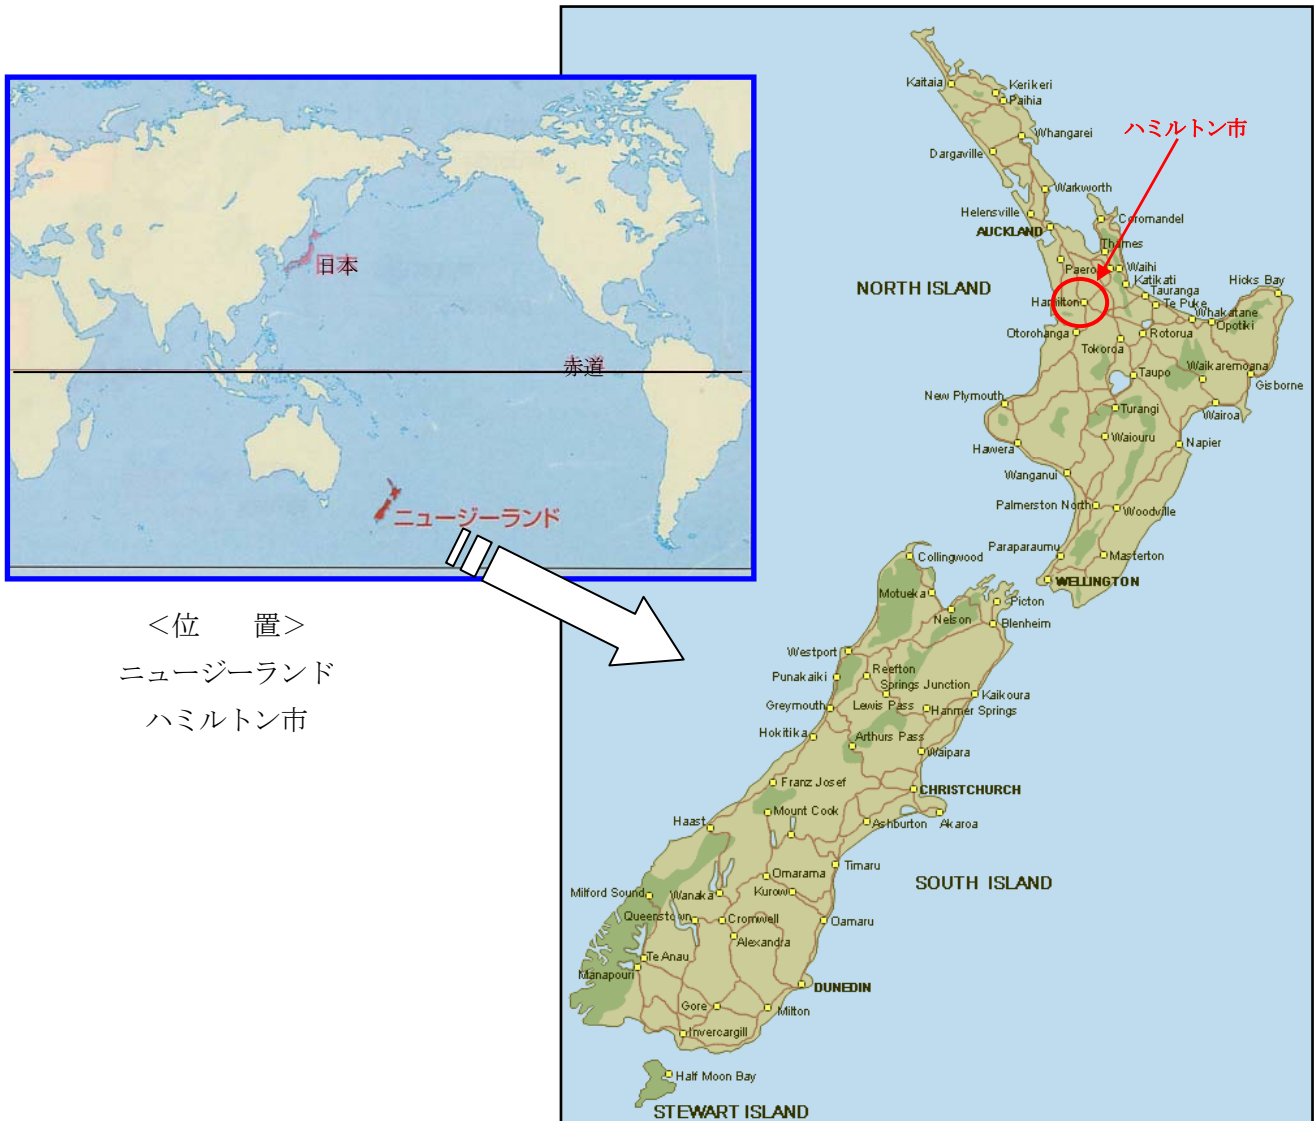 日本
赤道
ニュージーランド
＜位　　置＞
ニュージーランド
ハミルトン市
Kaitaia
Kerikeri
Paihia
Whangarei
ハミルトン市
Dargaville
Warkworth
Helensville
Coromandel
AUCKLAND
Thames
Paeroa
Waihi
Katikati
NORTH ISLAND
Hicks Bay
Tauranga
Hamilton
Te Puke
Whakatane
Opotiki
Otorohanga
Rotorua
Tokoroa
Waikaremoana
Taupo
Gisborne
New Plymouth
Turangi
Wairoa
Waiouru
Napier
Hawera
Wanganui
Palmerston North
Woodville
Paraparaumu
Masterton
Collingwood
WELLINGTON
Motueka
Picton
Nelson
Blenheim
Westport
Reefton
Punakaiki
Springs Junction
Kaikoura
Greymouth
Lewis Pass
Hanmer Springs
Hokitika
Arthurs Pass
Waipara
Franz Josef
CHRISTCHURCH
Mount Cook
Haast
Ashburton
Akaroa
Timaru
Omarama
SOUTH ISLAND
Milford Sound
Wanaka
Kurow
Queenstown
Cromwell
Oamaru
Alexandra
Te Anau
Manapouri
DUNEDIN
Gore
Milton
Invercargill
Half Moon Bay
STEWART ISLAND